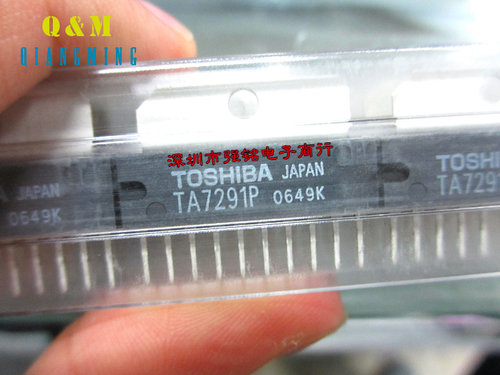 Q&M
QIANGMING
深圳市强铭电子商行
TOSHIBA JAPAN
TA7291P 0649K
JAPAN
0649K
TOSHIBA
TA7291